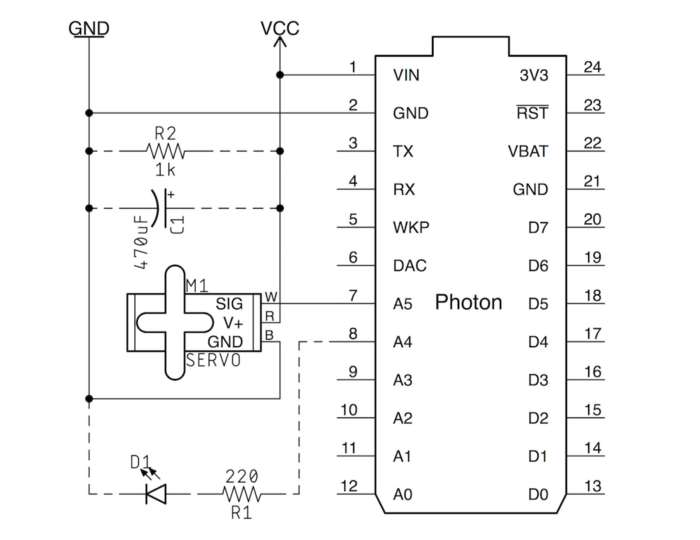 GND
VCC
1
VIN
3V3
24
2
GND
RST
23
R2
1k
3
TX
VBAT
22
4
RX
GND
21
+
470uF
C1
5
WKP
D7
20
6
DAC
D6
19
M1
SIG
W
7
A5
Photon
D5
18
V+
R
GND
B
8
A4
D4
17
SERVO
9
A3
D3
16
10
A2
D2
15
D1
11
A1
D1
14
220
R1
12
A0
D0
13